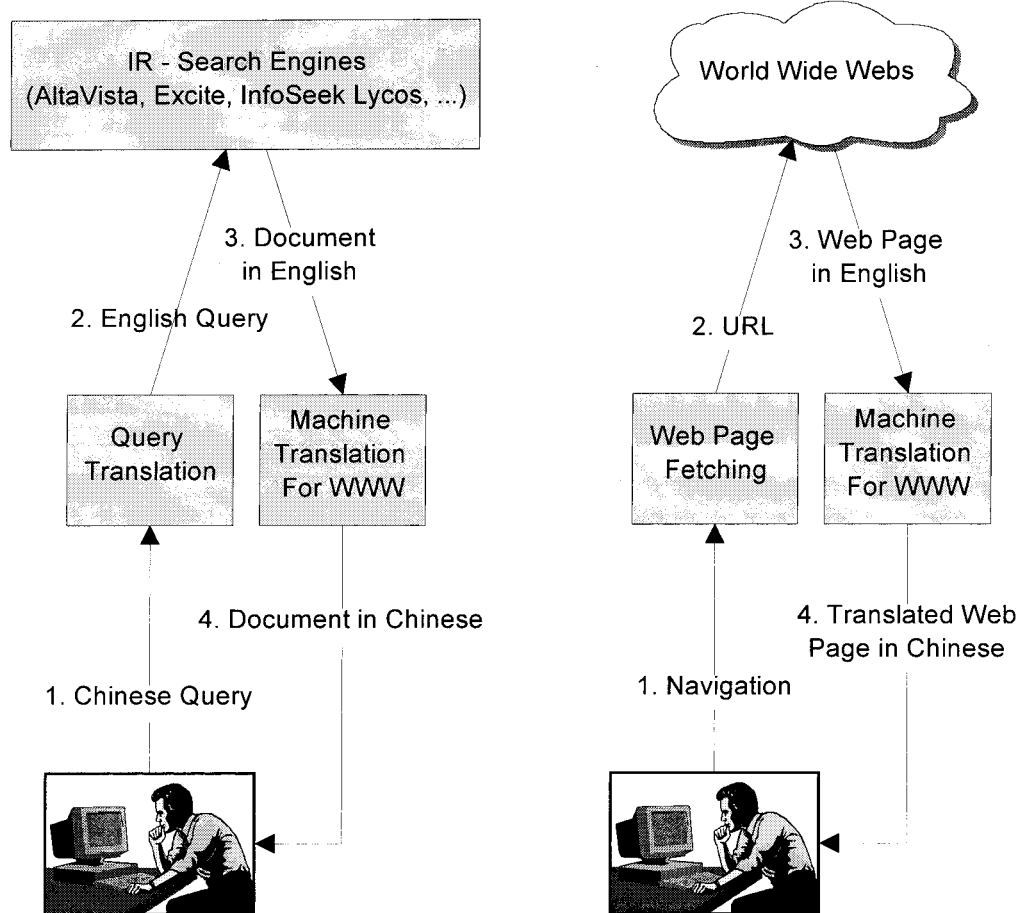 IR - Search Engines
(AltaVista, Excite, InfoSeek Lycos, ...)
3. Document
in English
2. English Query
Query
Translation
Machine
Translation
For WWW
4. Document in Chinese
1. Chinese Query
World Wide Webs
3. Web Page
in English
2. URL
Web Page
Fetching
Machine
Translation
For WWW
4. Translated Web
Page in Chinese
1. Navigation